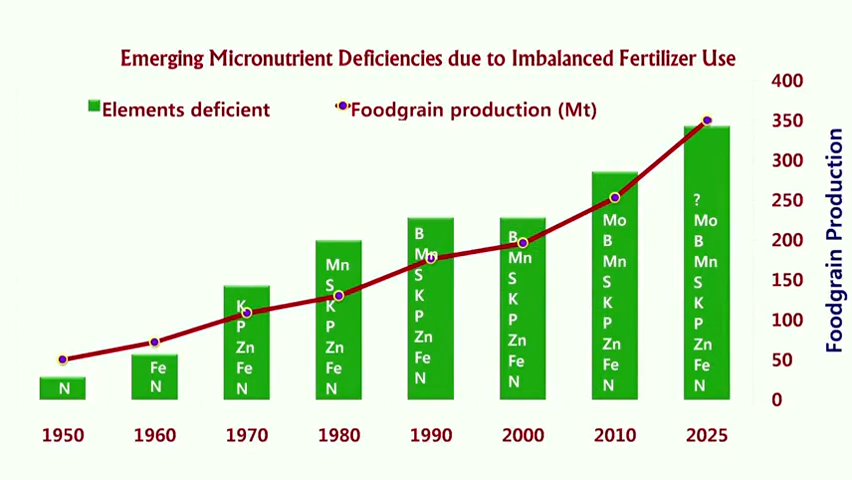 Emerging Micronutrient Deficiencies due to Imbalanced Fertilizer Use
Elements deficient
Foodgrain production (Mt)
400
350
300
250
200
150
100
50
0
Foodgrain Production
N
Fe
N
K
P
Zn
Fe
N
Mn
S
K
P
Zn
Fe
N
B
Mn
S
K
P
Zn
Fe
N
B
Mn
S
K
P
Zn
Fe
N
Mo
B
Mn
S
K
P
Zn
Fe
N
?
Mo
B
Mn
S
K
P
Zn
Fe
N
1950 1960 1970 1980 1990 2000 2010 2025